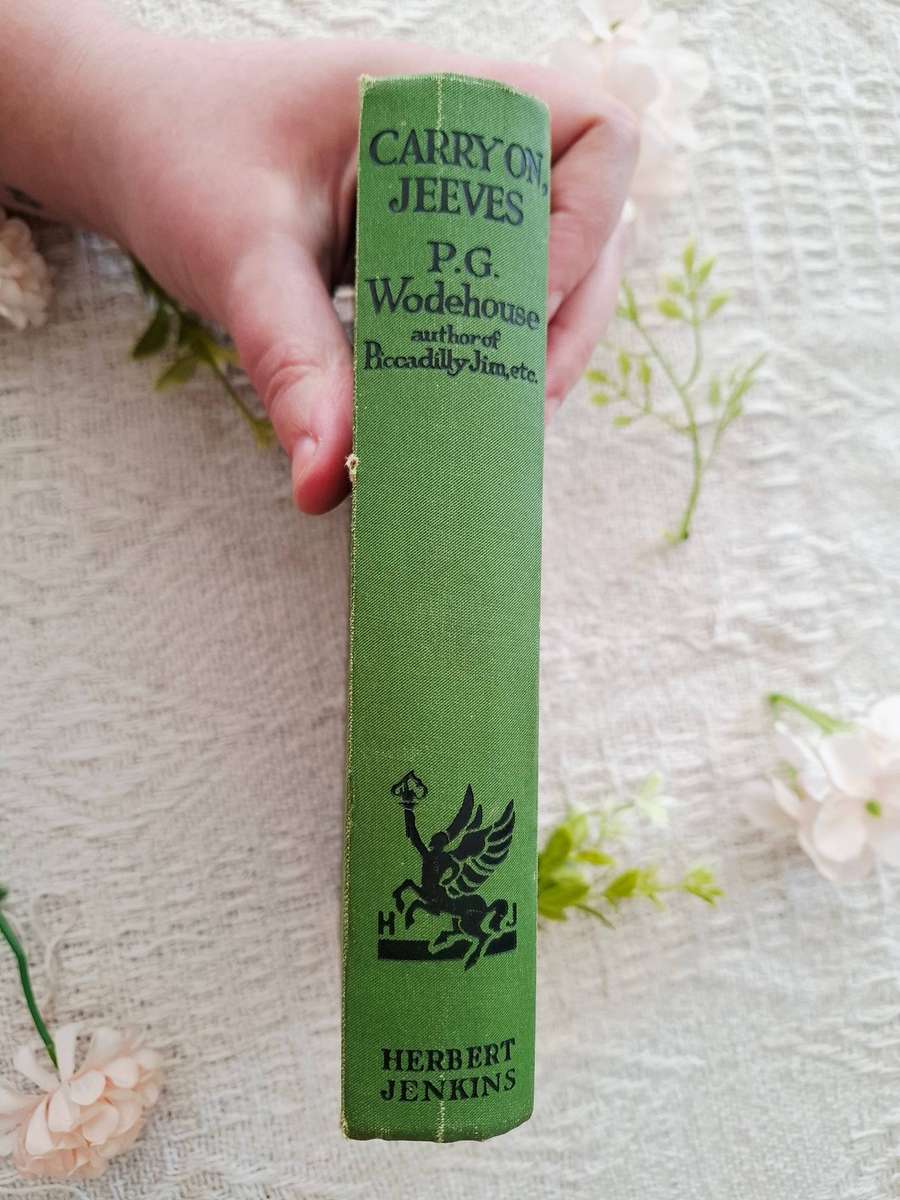 CARRY ON,
JEEVES
P.G.
Wodehouse
author of
Piccadilly Jim, etc.
H J
HERBERT
JENKINS